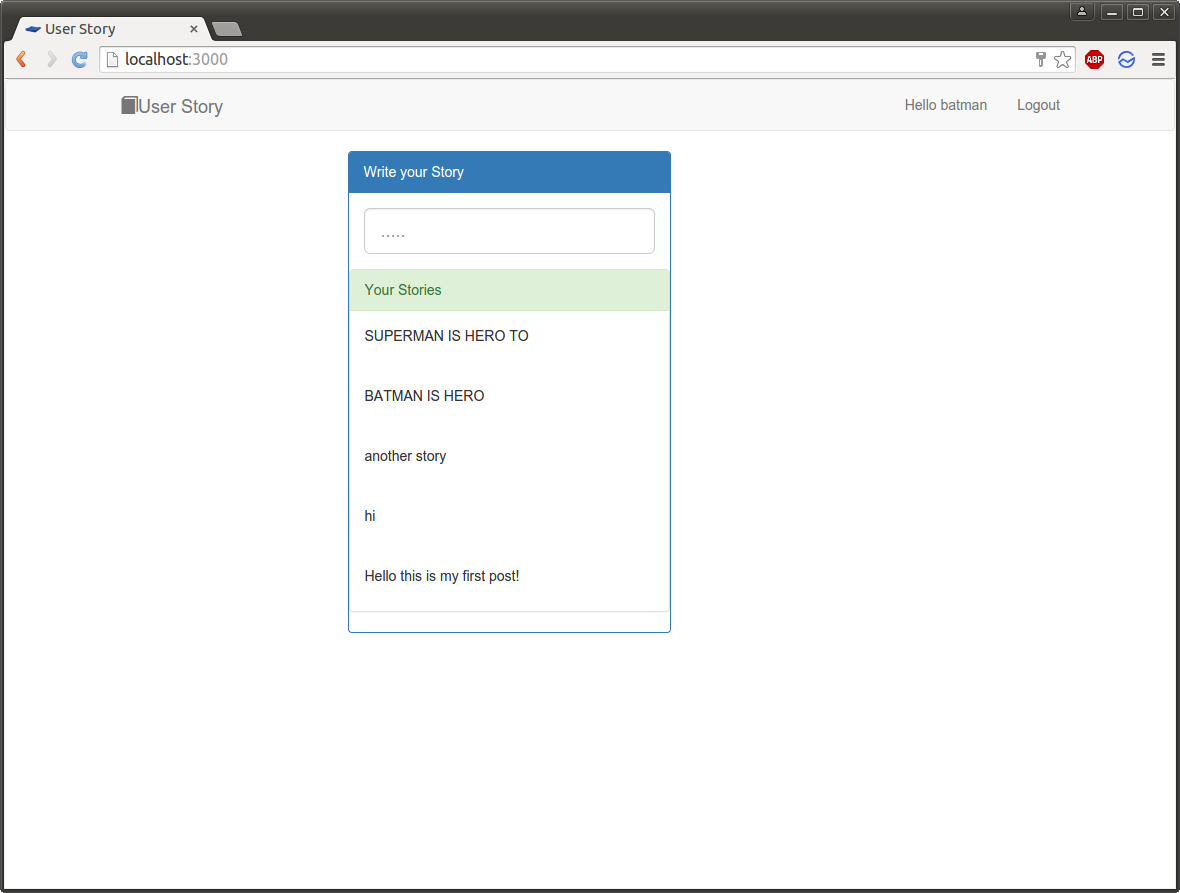 User Story
localhost:3000
ABP
User Story
Hello batman
Logout
Write your Story
.....
Your Stories
SUPERMAN IS HERO TO
BATMAN IS HERO
another story
hi
Hello this is my first post!